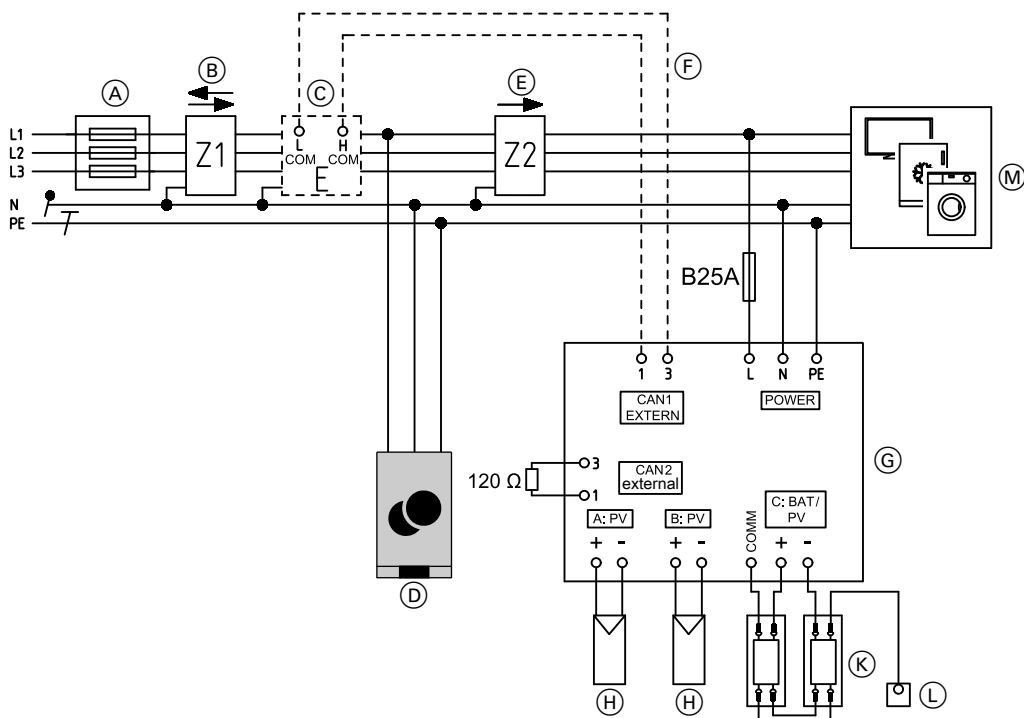 B
E
A
C
F
L1
L2
L3
Z1
L
H
COM
COM
E
Z2
M
N
PE
B25A
1
3
L
N
PE
CAN1
EXTERN
POWER
G
3
CAN2
external
120 Ω
1
C: BAT/
PV
A: PV
B: PV
COMM
+
-
+
-
+
-
D
K
L
H
H